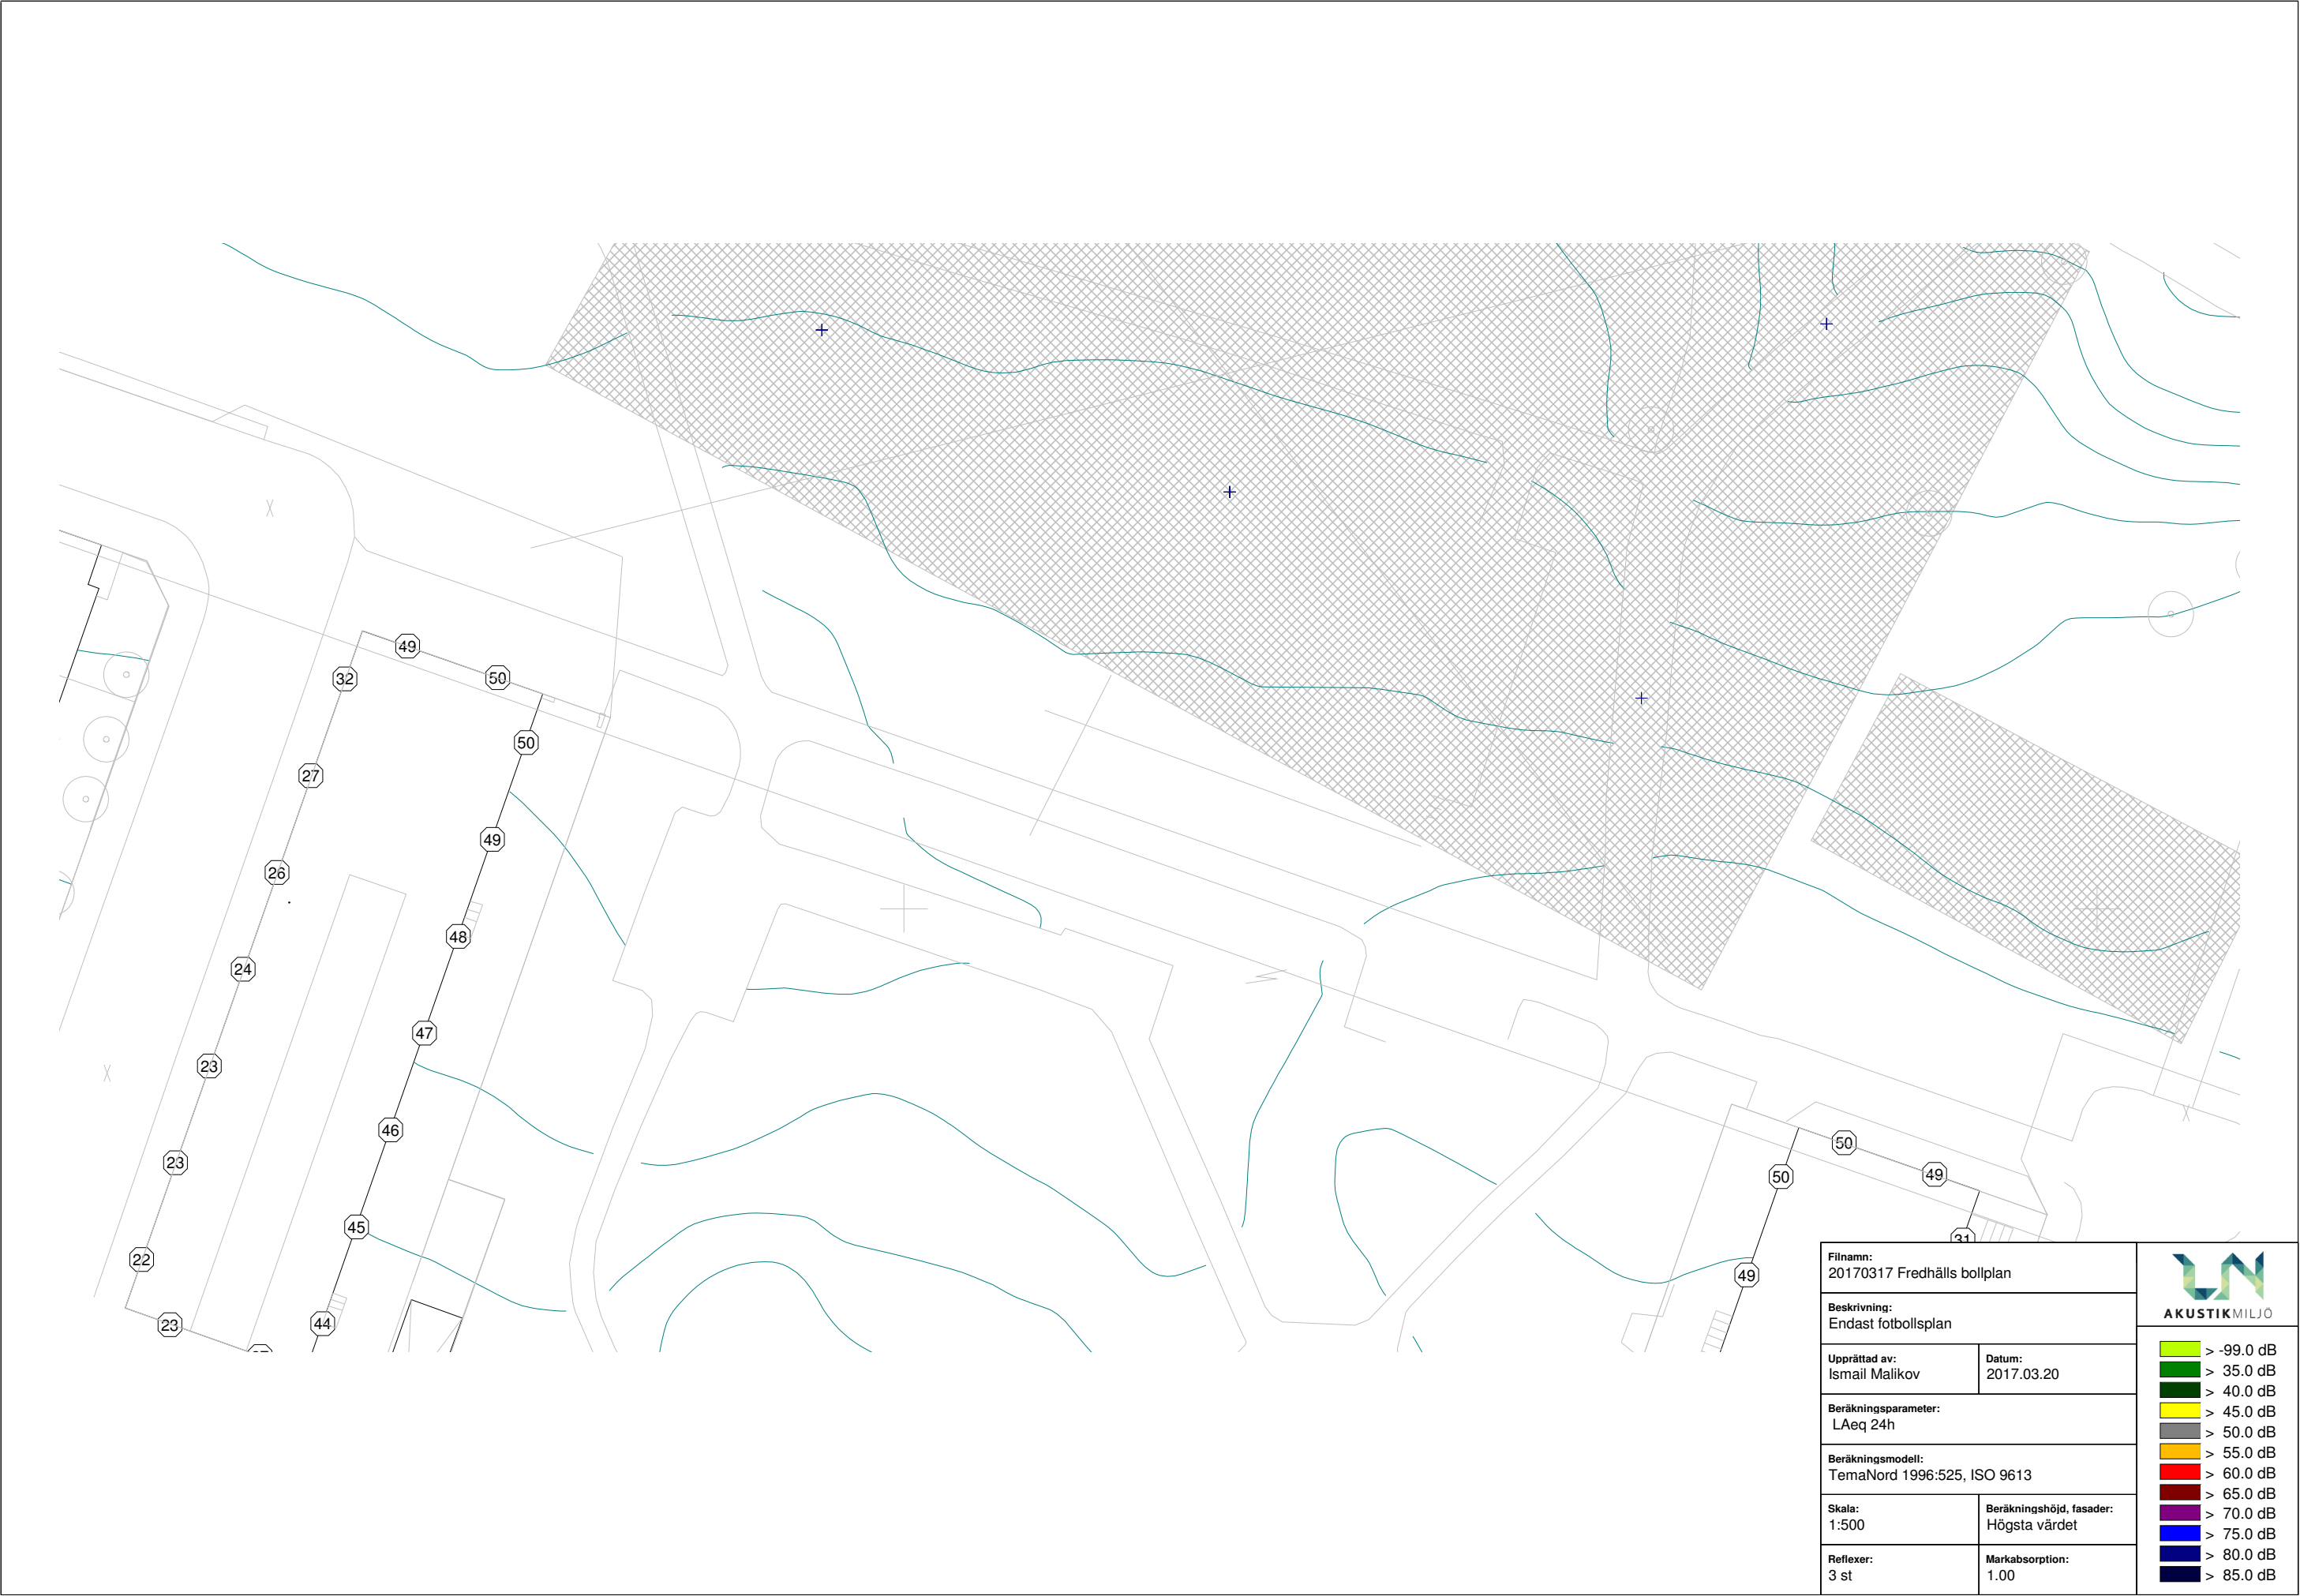 49
50
32
50
27
49
26
48
24
47
23
46
23
45
22
44
23
50
49
50
31
49
Filnamn:
20170317 Fredhälls bollplan
Beskrivning:
Endast fotbollsplan
Upprättad av:
Ismail Malikov
Datum:
2017.03.20
Beräkningsparameter:
LAeq 24h
Beräkningsmodell:
TemaNord 1996:525, ISO 9613
Skala:
1:500
Beräkningshöjd, fasader:
Högsta värdet
Reflexer:
3 st
Markabsorption:
1.00
AKUSTIKMILJÖ
> -99.0 dB
> 35.0 dB
> 40.0 dB
> 45.0 dB
> 50.0 dB
> 55.0 dB
> 60.0 dB
> 65.0 dB
> 70.0 dB
> 75.0 dB
> 80.0 dB
> 85.0 dB